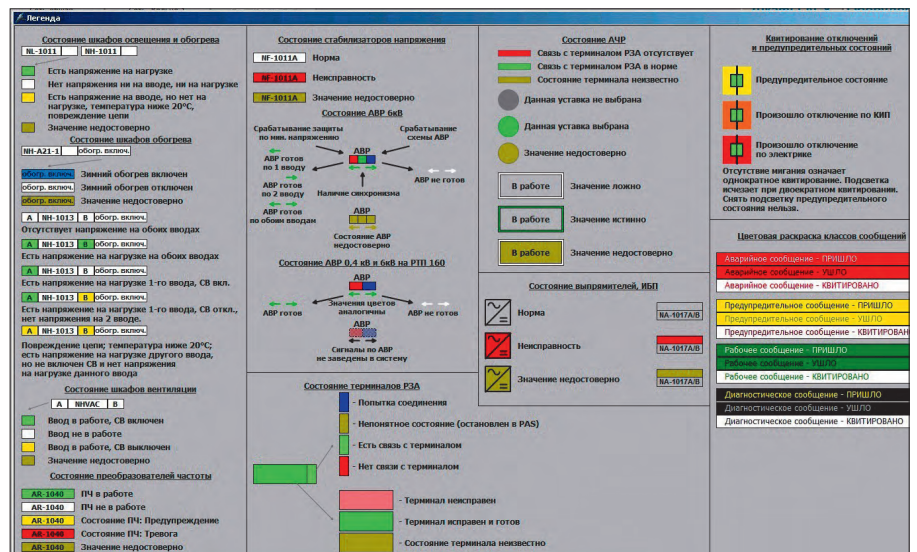 Легенда
Состояние шкафов освещения и обогрева
NL-1011 NH-1011
Есть напряжение на нагрузке
Нет напряжения ни на вводе, ни на нагрузке
Есть напряжение на вводе, но нет на
нагрузке, температура ниже 20°С,
повреждение цепи
Значение недостоверно
Состояние шкафов обогрева
NH-A21-1 обогр. включ.
обогр. включ. Зимний обогрев включен
обогр. включ. Зимний обогрев отключен
обогр. включ. Значение недостоверно
A NH-1013 B обогр. включ.
Отсутствует напряжение на обоих вводах
A NH-1013 B обогр. включ.
Есть напряжение на нагрузке на обоих вводах
A NH-1013 B обогр. включ.
Есть напряжение на нагрузке 1-го ввода, СВ вкл.
A NH-1013 B обогр. включ.
Есть напряжение на нагрузке 1-го ввода, СВ откл.,
нет напряжения на 2 вводе.
A NH-1013 B обогр. включ.
Повреждение цепи; температура ниже 20°С;
есть напряжение на нагрузке другого ввода,
но не включен СВ и нет напряжения
на нагрузке данного ввода
Состояние шкафов вентиляции
A NHVAC B
Ввод в работе, СВ включен
Ввод не в работе
Ввод в работе, СВ выключен
Значение недостоверно
Состояние преобразователей частоты
AR-1040 ПЧ в работе
AR-1040 ПЧ не в работе
AR-1040 Состояние ПЧ: Предупреждение
AR-1040 Состояние ПЧ: Тревога
AR-1040 Значение недостоверно
Состояние стабилизаторов напряжения
NF-1011A Норма
NF-1011A Неисправность
NF-1011A Значение недостоверно
Состояние АВР 6кВ
Срабатывание защиты
по мин. напряжению
Срабатывание
схемы АВР
АВР
АВР готов
по 1 вводу
АВР не готов
АВР готов
по 2 вводу
Наличие синхронизма
АВР готов
по обоим вводам
АВР
Состояние АВР
недостоверно
Состояние АВР 0,4 кВ и 6кВ на РТП 160
АВР
АВР готов
Значения цветов
аналогичны
АВР не готов
АВР
Сигналы по АВР
не заведены в систему
Состояние терминалов РЗА
- Попытка соединения
- Непонятное состояние (остановлен в PAS)
- Есть связь с терминалом
- Нет связи с терминалом
- Терминал неисправен
- Терминал исправен и готов
- Состояние терминала неизвестно
Состояние АЧР
Связь с терминалом РЗА отсутствует
Связь с терминалом РЗА в норме
Состояние терминала неизвестно
Данная уставка не выбрана
Данная уставка выбрана
Значение недостоверно
В работе Значение ложно
В работе Значение истинно
В работе Значение недостоверно
Состояние выпрямителей, ИБП
Норма NA-1017A/B
Неисправность NA-1017A/B
Значение недостоверно NA-1017A/B
Квитирование отключений
и предупредительных состояний
Предупредительное состояние
Произошло отключение по КИП
Произошло отключение
по электрике
Отсутствие мигания означает
однократное квитирование. Подсветка
исчезает при двоекратном квитировании.
Снять подсветку предупредительного
состояния нельзя.
Цветовая раскраска классов сообщений
Аварийное сообщение - ПРИШЛО
Аварийное сообщение - УШЛО
Аварийное сообщение - КВИТИРОВАНО
Предупредительное сообщение - ПРИШЛО
Предупредительное сообщение - УШЛО
Предупредительное сообщение - КВИТИРОВАН
Рабочее сообщение - ПРИШЛО
Рабочее сообщение - УШЛО
Рабочее сообщение - КВИТИРОВАНО
Диагностическое сообщение - ПРИШЛО
Диагностическое сообщение - УШЛО
Диагностическое сообщение - КВИТИРОВАНО